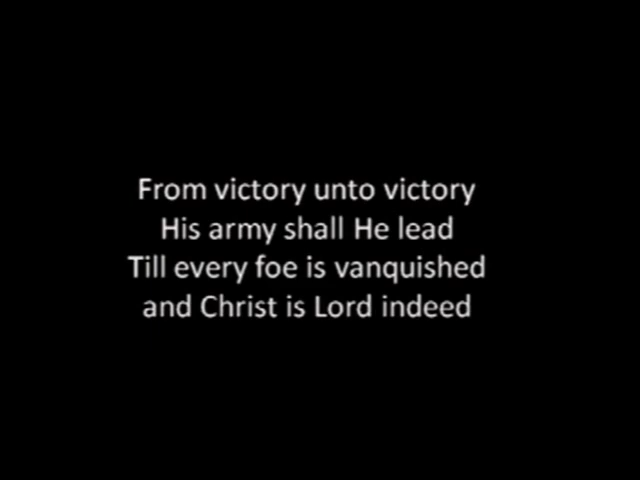 From victory unto victory
His army shall He lead
Till every foe is vanquished
and Christ is Lord indeed